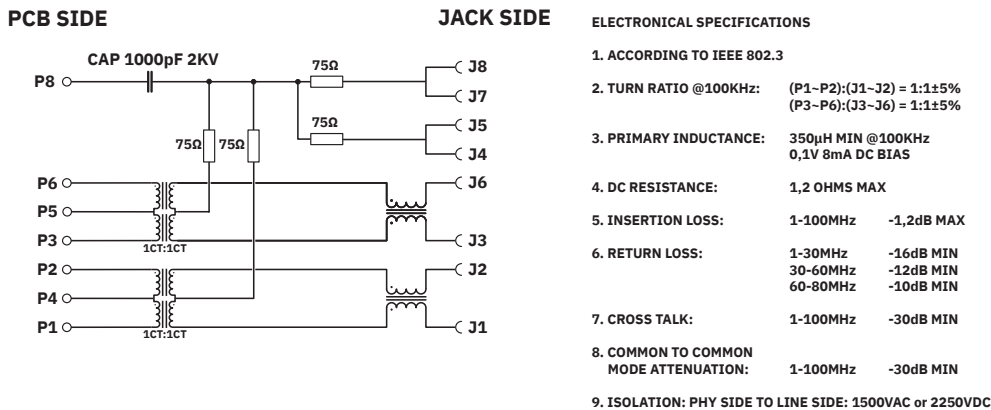 PCB SIDE
JACK SIDE
CAP 1000pF 2KV
P8
75Ω
J8
J7
75Ω
J5
J4
75Ω
75Ω
P6
P5
P3
1CT:1CT
J6
J3
P2
P4
P1
1CT:1CT
J2
J1
ELECTRONICAL SPECIFICATIONS
1. ACCORDING TO IEEE 802.3
2. TURN RATIO @100KHz: (P1~P2):(J1~J2) = 1:1±5%
(P3~P6):(J3~J6) = 1:1±5%
3. PRIMARY INDUCTANCE: 350µH MIN @100KHz
0,1V 8mA DC BIAS
4. DC RESISTANCE: 1,2 OHMS MAX
5. INSERTION LOSS: 1-100MHz -1,2dB MAX
6. RETURN LOSS: 1-30MHz -16dB MIN
30-60MHz -12dB MIN
60-80MHz -10dB MIN
7. CROSS TALK: 1-100MHz -30dB MIN
8. COMMON TO COMMON
MODE ATTENUATION: 1-100MHz -30dB MIN
9. ISOLATION: PHY SIDE TO LINE SIDE: 1500VAC or 2250VDC